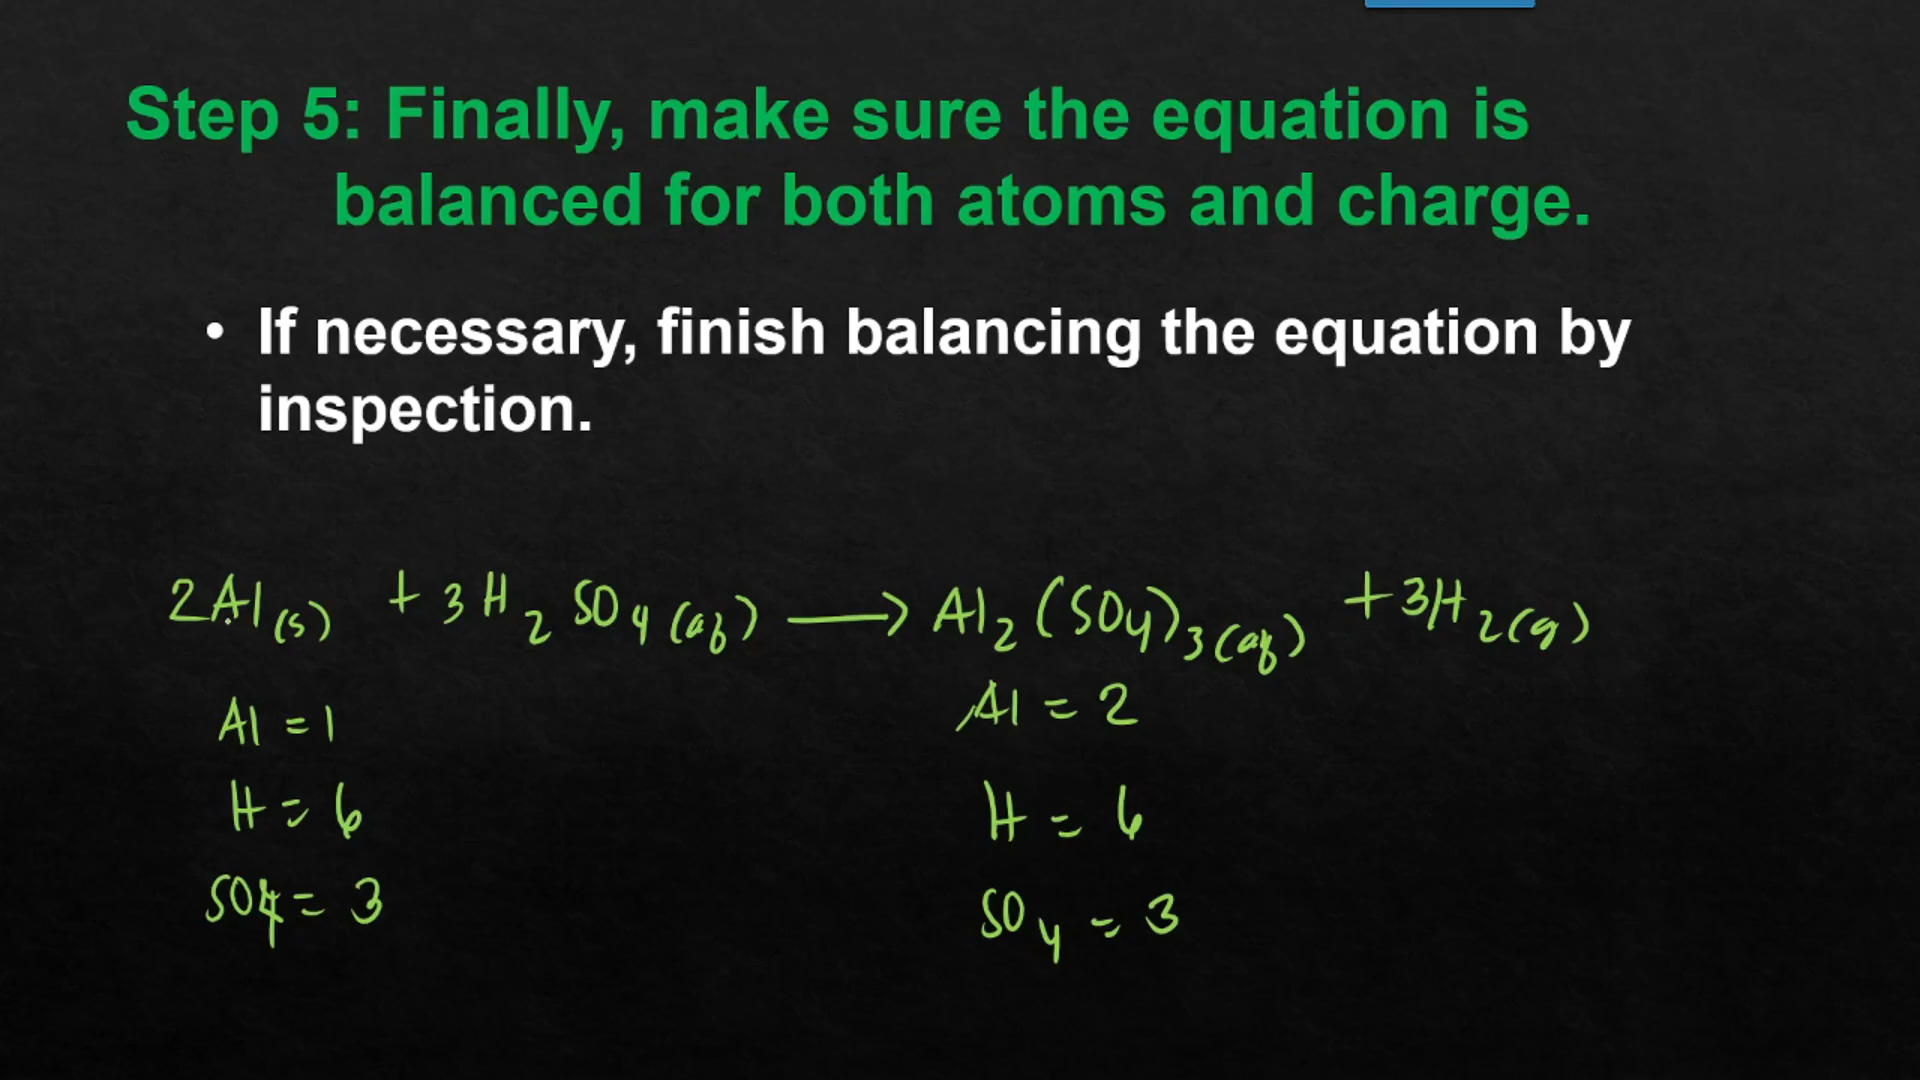 Step 5: Finally, make sure the equation is
balanced for both atoms and charge.
• If necessary, finish balancing the equation by
inspection.
2Al(s) + 3H2SO4(aq) → Al2(SO4)3(aq) + 3H2(g)
Al = 1 Al = 2
H = 6 H = 6
SO4 = 3 SO4 = 3